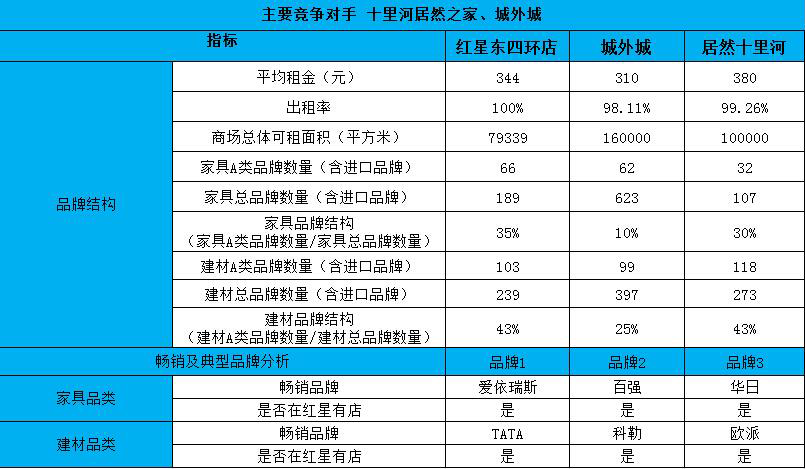 主要竞争对手 十里河居然之家、城外城
指标 红星东四环店 城外城 居然十里河
平均租金（元） 344 310 380
出租率 100% 98.11% 99.26%
商场总体可租面积（平方米） 79339 160000 100000
家具A类品牌数量（含进口品牌） 66 62 32
品牌结构 家具总品牌数量（含进口品牌） 189 623 107
家具品牌结构
（家具A类品牌数量/家具总品牌数量） 35% 10% 30%
建材A类品牌数量（含进口品牌） 103 99 118
建材总品牌数量（含进口品牌） 239 397 273
建材品牌结构
（建材A类品牌数量/建材总品牌数量） 43% 25% 43%
畅销及典型品牌分析 品牌1 品牌2 品牌3
家具品类 畅销品牌 爱依瑞斯 百强 华日
是否在红星有店 是 是 是
建材品类 畅销品牌 TATA 科勒 欧派
是否在红星有店 是 是 是